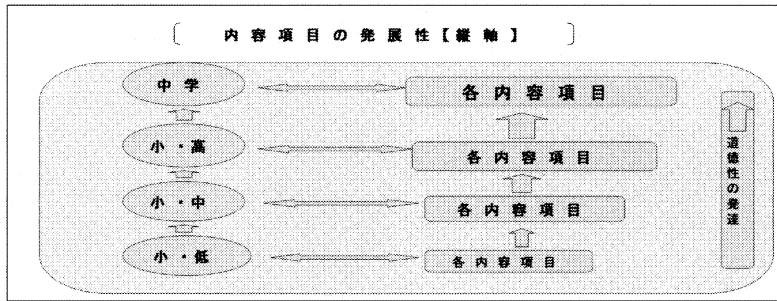 〔 内容項目の発展性【縦軸】 〕
中学
各内容項目
小・高
各内容項目
小・中
各内容項目
小・低
各内容項目
道徳性の発達